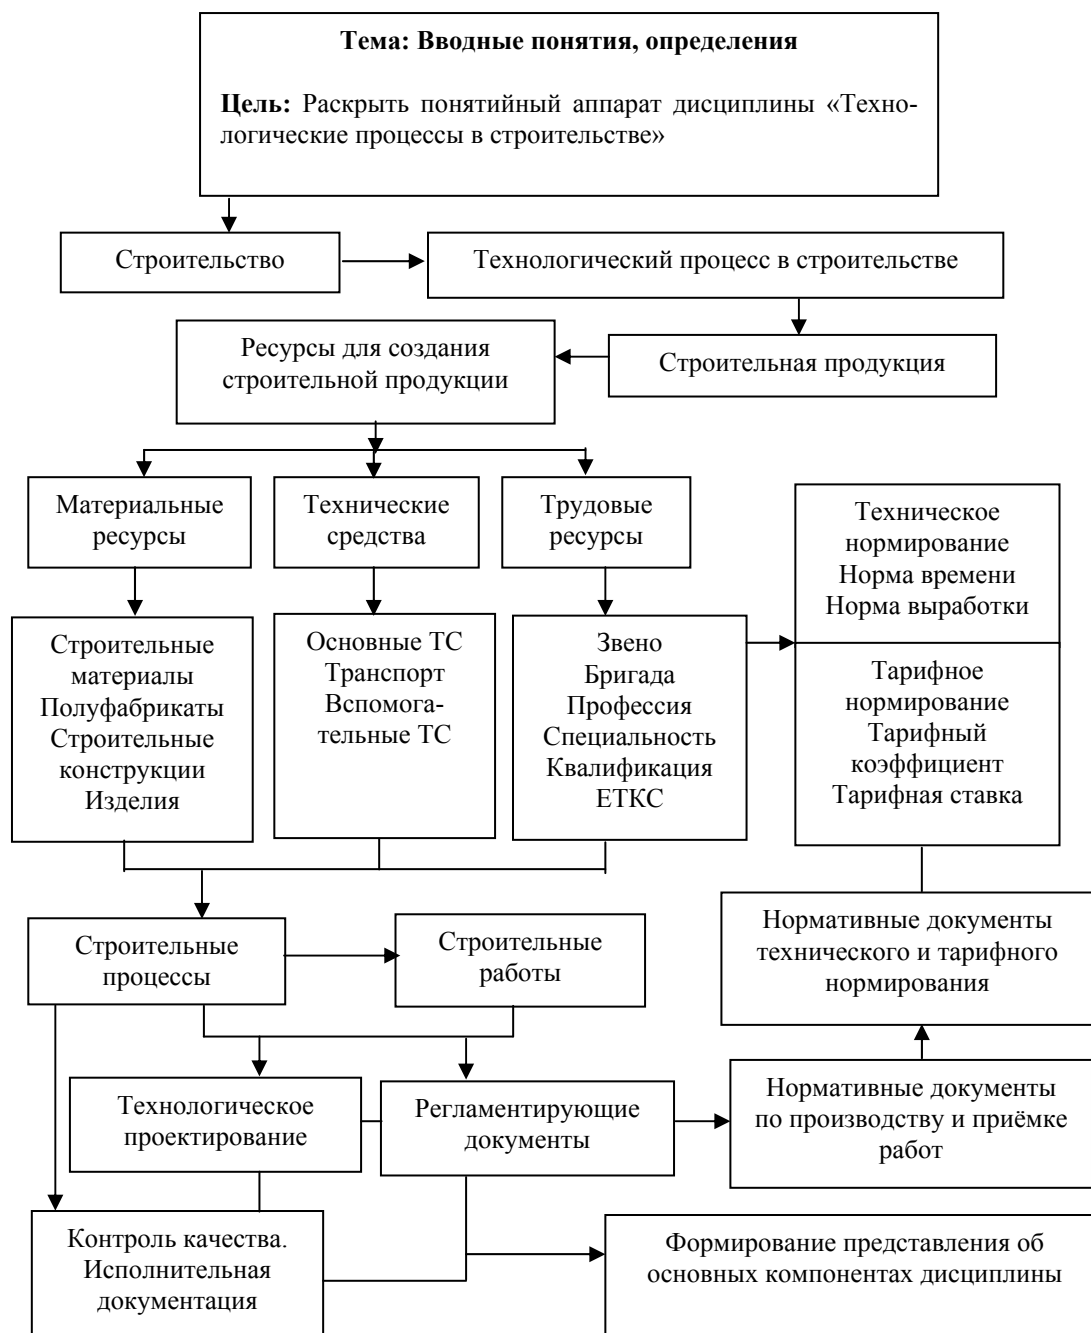 Тема: Вводные понятия, определения
Цель: Раскрыть понятийный аппарат дисциплины «Техно-
логические процессы в строительстве»
Строительство
Технологический процесс в строительстве
Ресурсы для создания
строительной продукции
Строительная продукция
Материальные
ресурсы
Технические
средства
Трудовые
ресурсы
Техническое
нормирование
Норма времени
Норма выработки
Строительные
материалы
Полуфабрикаты
Строительные
конструкции
Изделия
Основные ТС
Транспорт
Вспомога-
тельные ТС
Звено
Бригада
Профессия
Специальность
Квалификация
ЕТКС
Тарифное
нормирование
Тарифный
коэффициент
Тарифная ставка
Строительные
процессы
Строительные
работы
Нормативные документы
технического и тарифного
нормирования
Технологическое
проектирование
Регламентирующие
документы
Нормативные документы
по производству и приёмке
работ
Контроль качества.
Исполнительная
документация
Формирование представления об
основных компонентах дисциплины